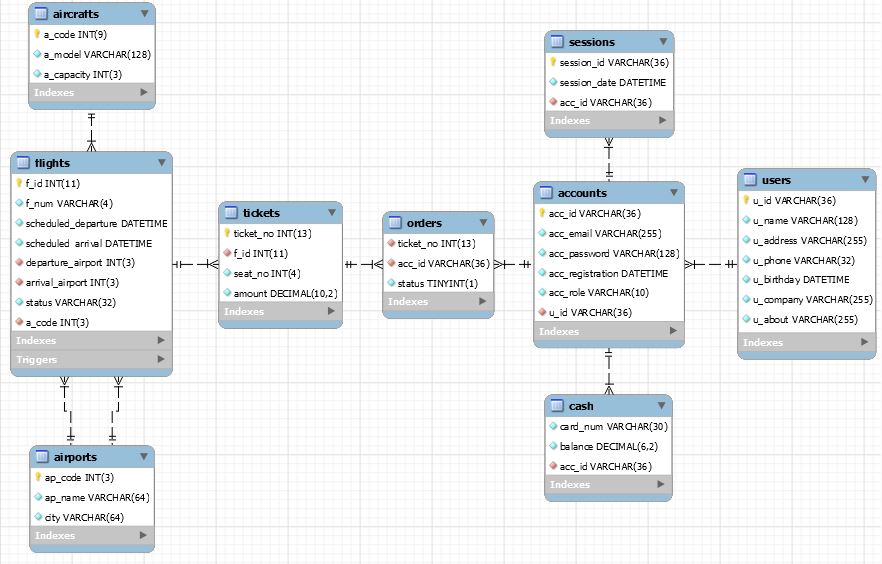 aircrafts
a_code INT(9)
a_model VARCHAR(128)
a_capacity INT(3)
Indexes
flights
f_id INT(11)
f_num VARCHAR(4)
scheduled_departure DATETIME
scheduled_arrival DATETIME
departure_airport INT(3)
arrival_airport INT(3)
status VARCHAR(32)
a_code INT(3)
Indexes
Triggers
airports
ap_code INT(3)
ap_name VARCHAR(64)
city VARCHAR(64)
Indexes
tickets
ticket_no INT(13)
f_id INT(11)
seat_no INT(4)
amount DECIMAL(10,2)
Indexes
orders
ticket_no INT(13)
acc_id VARCHAR(36)
status TINYINT(1)
Indexes
sessions
session_id VARCHAR(36)
session_date DATETIME
acc_id VARCHAR(36)
Indexes
accounts
acc_id VARCHAR(36)
acc_email VARCHAR(255)
acc_password VARCHAR(128)
acc_registration DATETIME
acc_role VARCHAR(10)
u_id VARCHAR(36)
Indexes
cash
card_num VARCHAR(30)
balance DECIMAL(6,2)
acc_id VARCHAR(36)
Indexes
users
u_id VARCHAR(36)
u_name VARCHAR(128)
u_address VARCHAR(255)
u_phone VARCHAR(32)
u_birthday DATETIME
u_company VARCHAR(255)
u_about VARCHAR(255)
Indexes